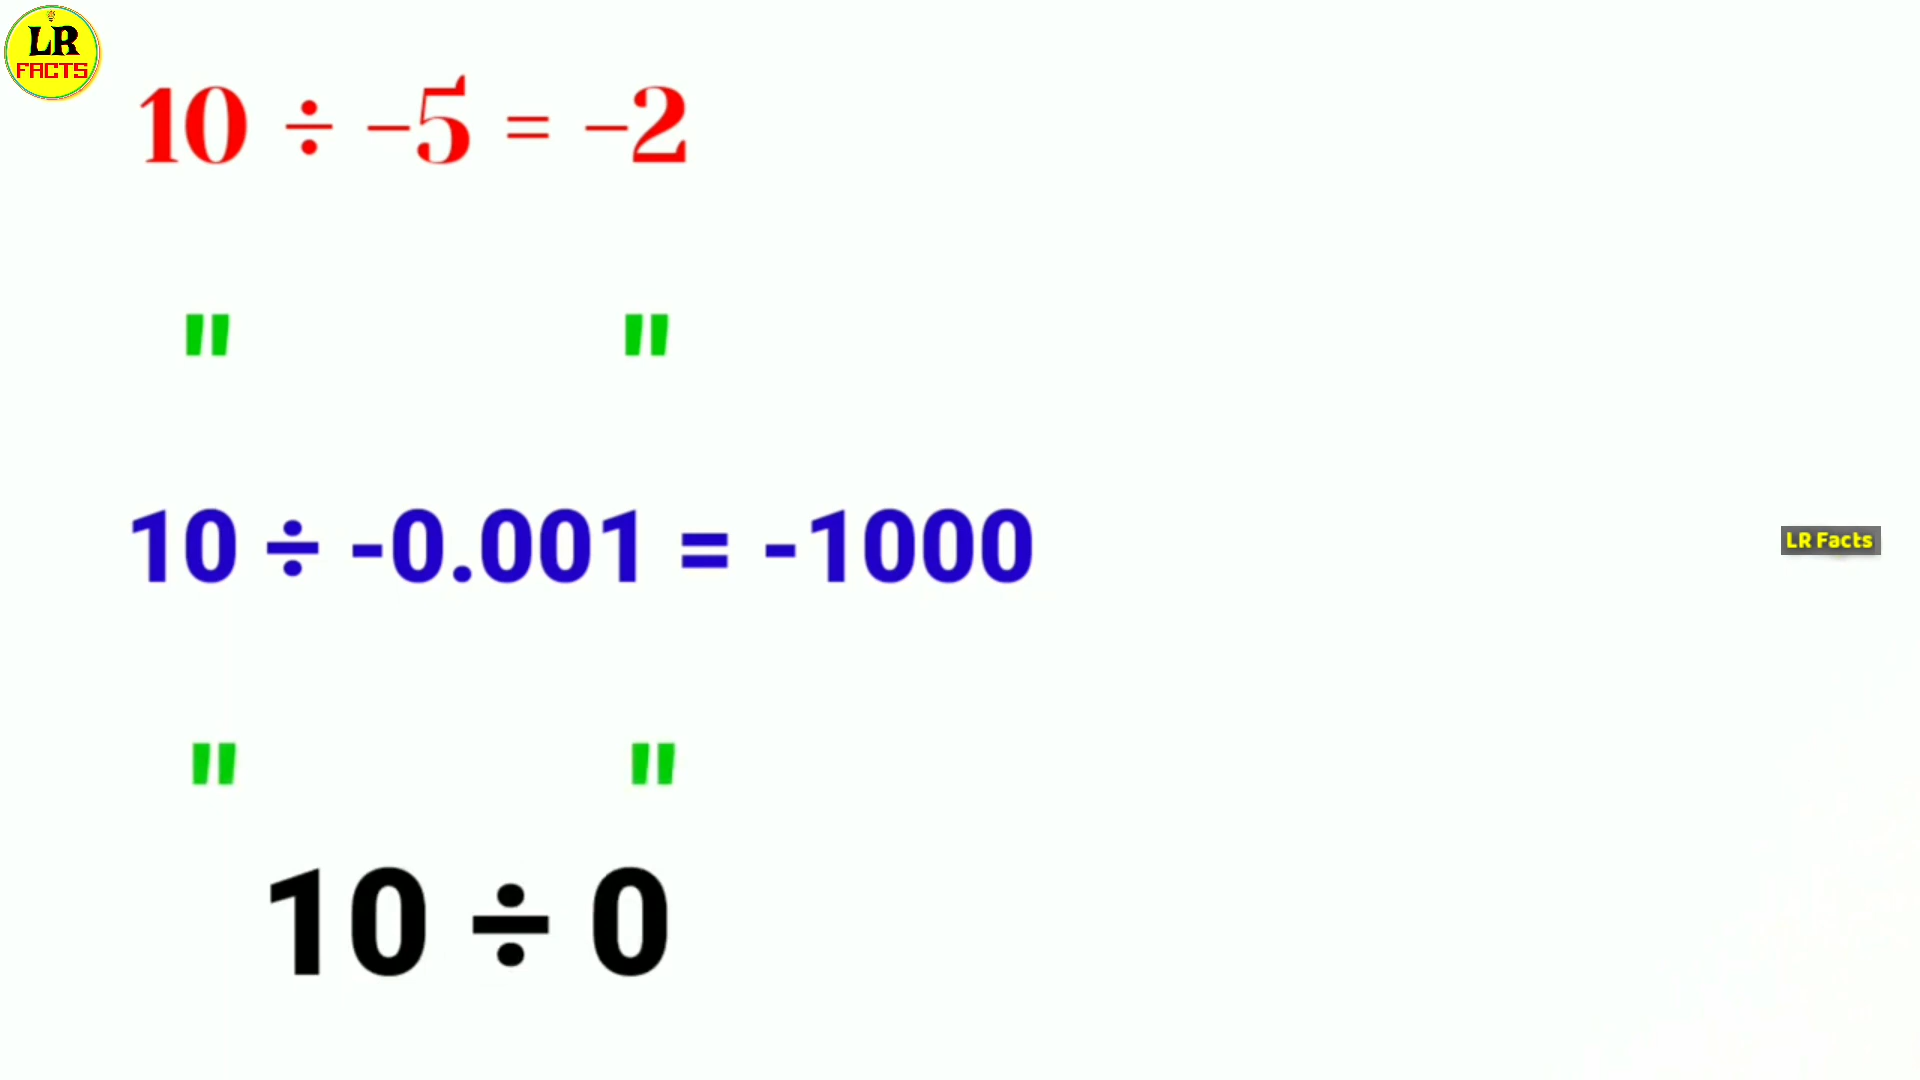 LR
FACTS
10 ÷ -5 = -2
" "
10 ÷ -0.001 = -1000
LR Facts
" "
10 ÷ 0